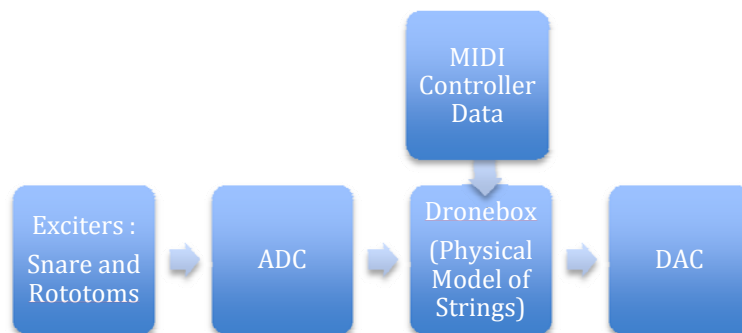 MIDI
Controller
Data
Exciters :
Snare and
Rototoms
ADC
Dronebox
(Physical
Model of
Strings)
DAC